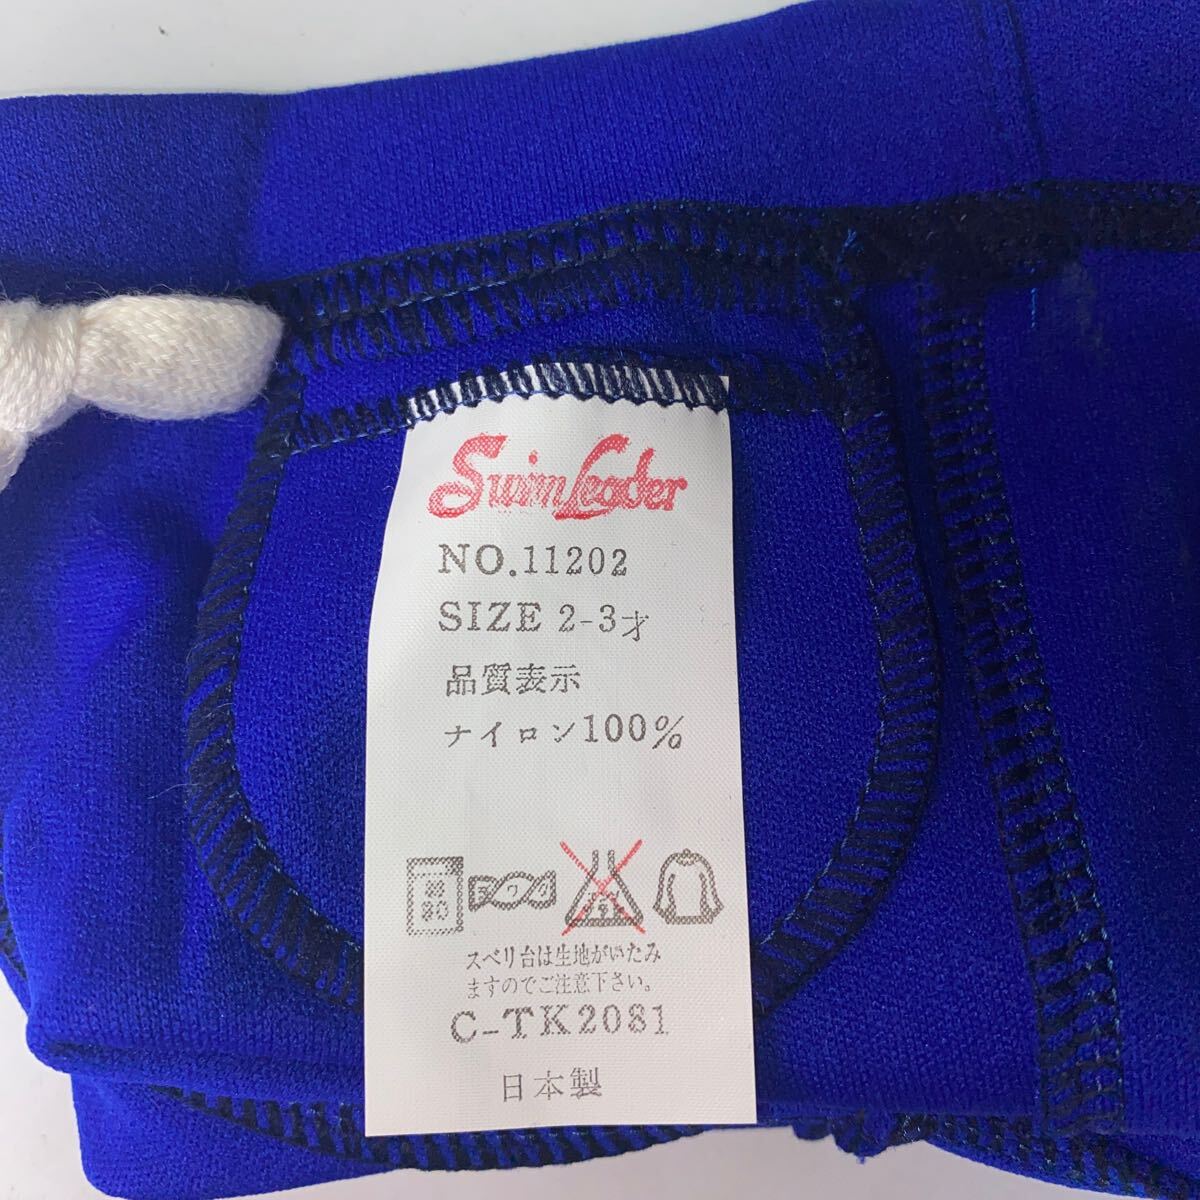 Swim Leader
NO.11202
SIZE 2-3才
品質表示
ナイロン100%
スベリ台は生地がいたみ
ますのでご注意下さい。
C-TK2081
日本製